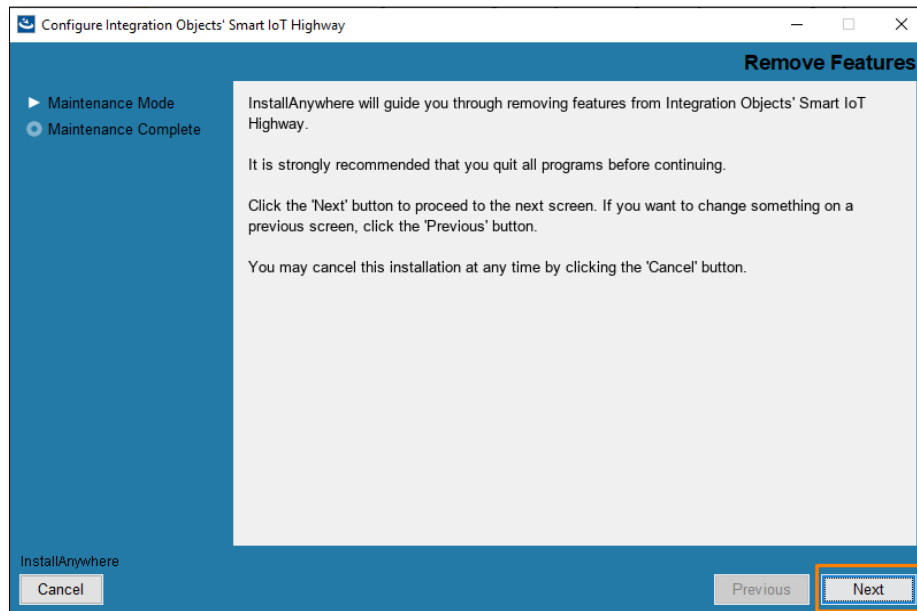 Configure Integration Objects' Smart IoT Highway
Remove Features
Maintenance Mode
Maintenance Complete
InstallAnywhere will guide you through removing features from Integration Objects' Smart IoT
Highway.
It is strongly recommended that you quit all programs before continuing.
Click the 'Next' button to proceed to the next screen. If you want to change something on a
previous screen, click the 'Previous' button.
You may cancel this installation at any time by clicking the 'Cancel' button.
InstallAnywhere
Cancel
Previous
Next